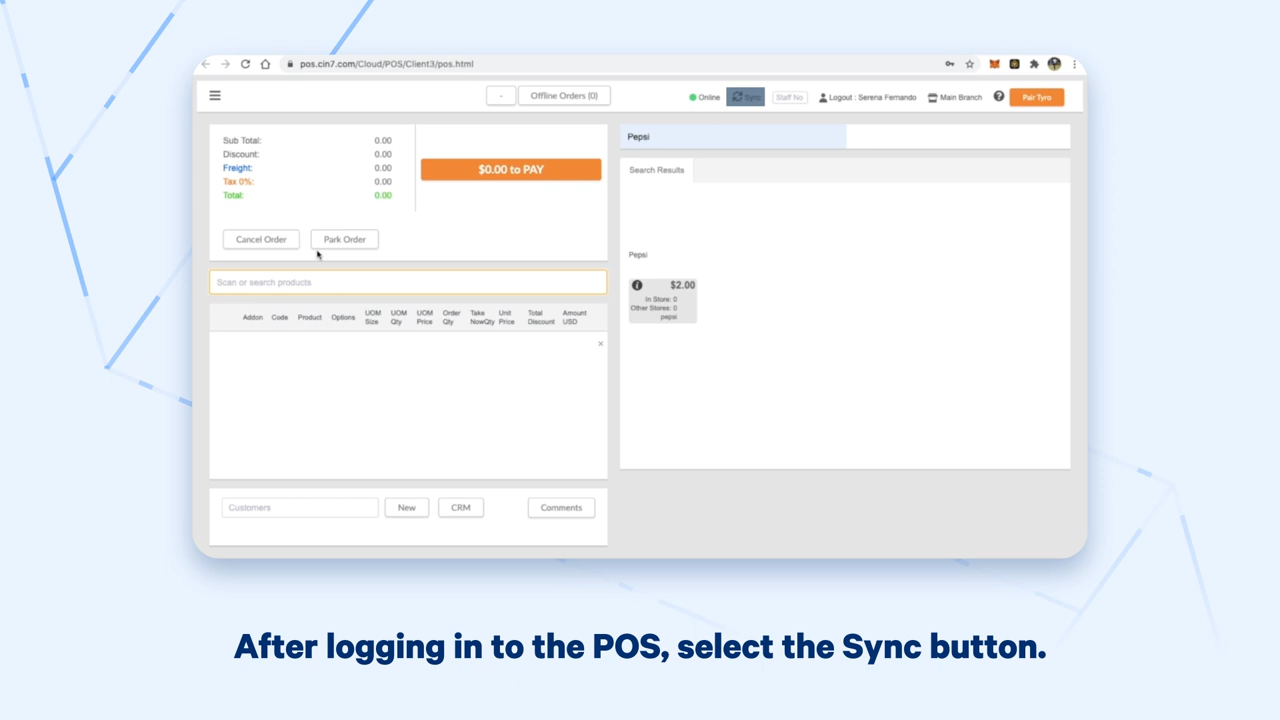 pos.cin7.com/Cloud/POS/Client3/pos.html
-
Offline Orders (0)
Online
Sync
Staff No
Logout : Serena Fernando
Main Branch
Pair Tyro
Sub Total: 0.00
Discount: 0.00
Freight: 0.00
Tax 0%: 0.00
Total: 0.00
$0.00 to PAY
Cancel Order
Park Order
Scan or search products
Addon Code Product Options UOM Size UOM Qty UOM Price Order Qty Take NowQty Unit Price Total Discount Amount USD
Customers
New
CRM
Comments
Pepsi
Search Results
Pepsi
$2.00
In Store: 0
Other Stores: 0
pepsi
After logging in to the POS, select the Sync button.